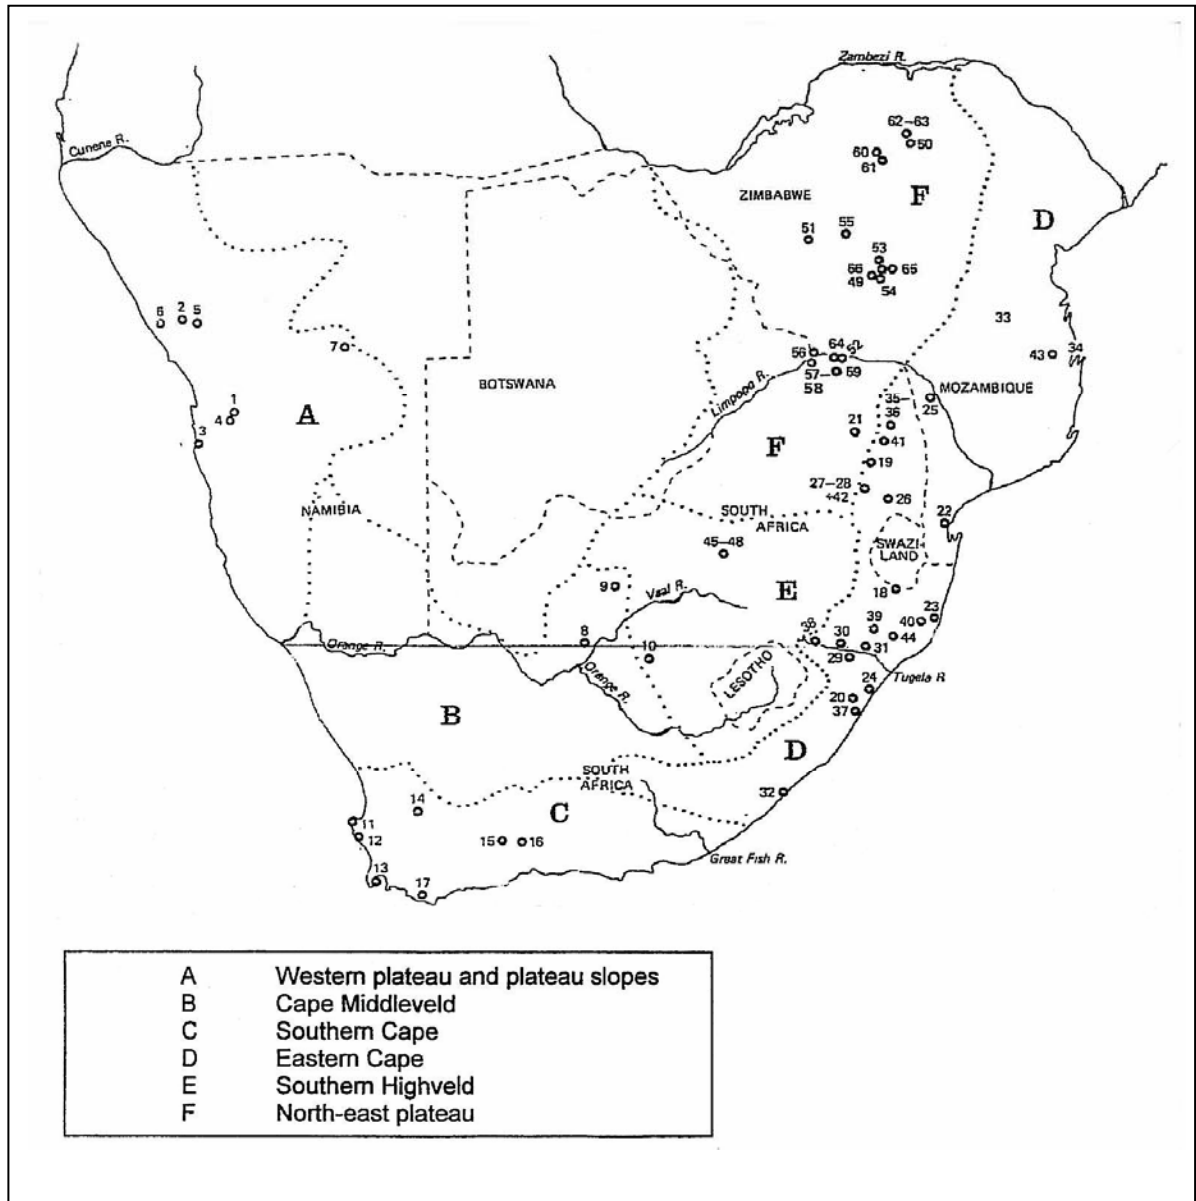 Zambezi R.
62–63
50
60
61
Cunene R.
ZIMBABWE
F
D
51
55
53
66
65
49
54
6
2
5
33
7
34
43
56
64
52
57–
58
59
BOTSWANA
MOZAMBIQUE
Limpopo R.
35–
36
25
1
4
A
3
21
41
F
19
27–28
+42
26
NAMIBIA
SOUTH
AFRICA
22
45–48
SWAZI-
LAND
9
Vaal R.
E
18
23
40
39
44
38
30
8
Orange R.
10
29
31
Orange R.
LESOTHO
Tugela R
24
20
37
B
D
SOUTH
AFRICA
32
14
C
11
12
15
16
Great Fish R.
13
17
A Western plateau and plateau slopes
B Cape Middleveld
C Southern Cape
D Eastern Cape
E Southern Highveld
F North-east plateau